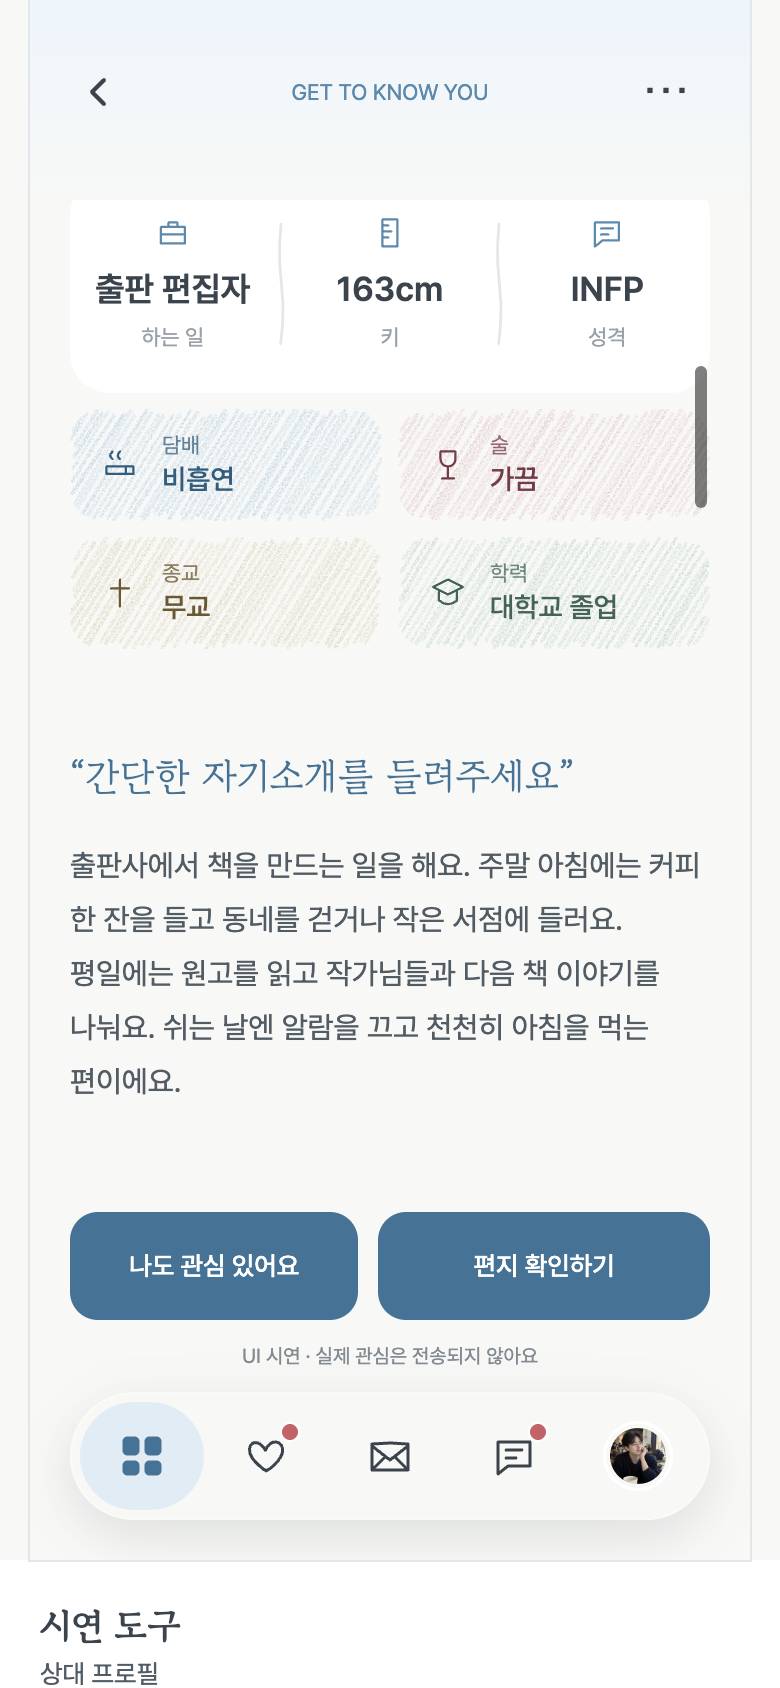 GET TO KNOW YOU
출판 편집자
163cm
INFP
하는 일
키
성격
담배
비흡연
술
가끔
종교
무교
학력
대학교 졸업
“간단한 자기소개를 들려주세요”
출판사에서 책을 만드는 일을 해요. 주말 아침에는 커피
한 잔을 들고 동네를 걷거나 작은 서점에 들러요.
평일에는 원고를 읽고 작가님들과 다음 책 이야기를
나눠요. 쉬는 날엔 알람을 끄고 천천히 아침을 먹는
편이에요.
나도 관심 있어요
편지 확인하기
UI 시연 · 실제 관심은 전송되지 않아요
시연 도구
상대 프로필